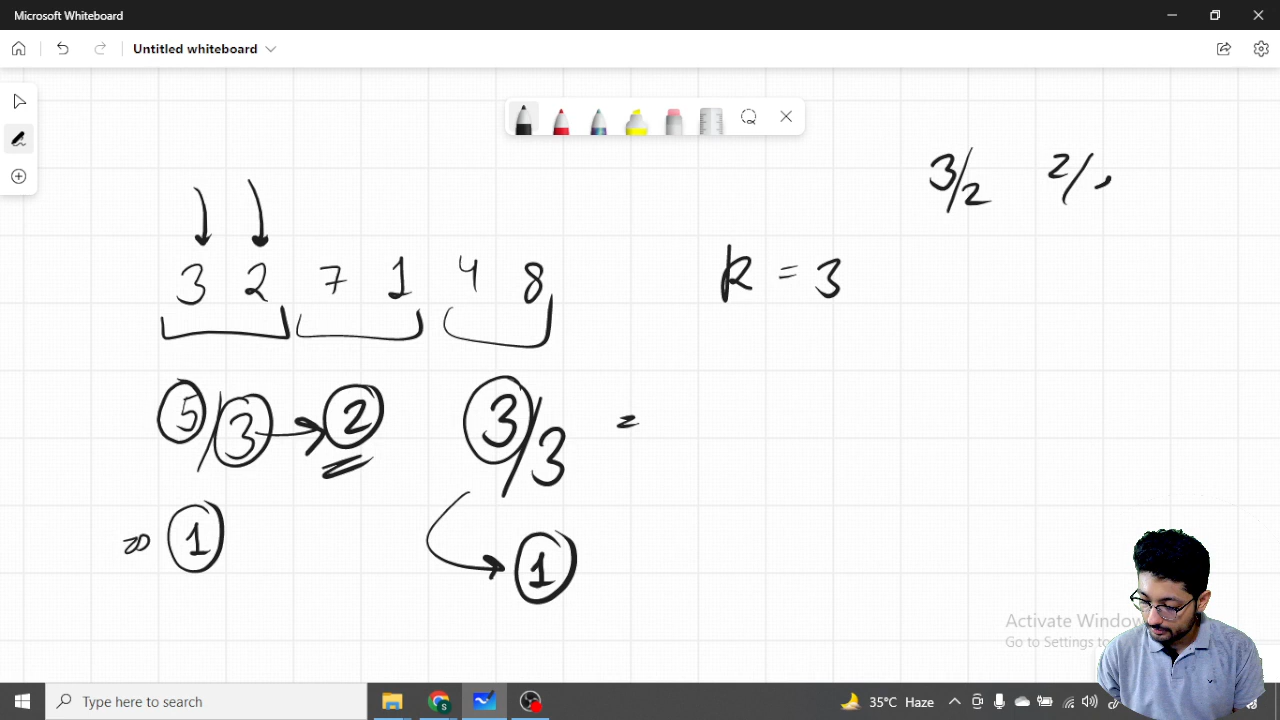 Microsoft Whiteboard
Untitled whiteboard
3/2 2/
3 2 7 1 4 8
k = 3
5/3 → 2
3/3 =
1
1
Activate Window
Go to Settings to
Type here to search
35°C Haze